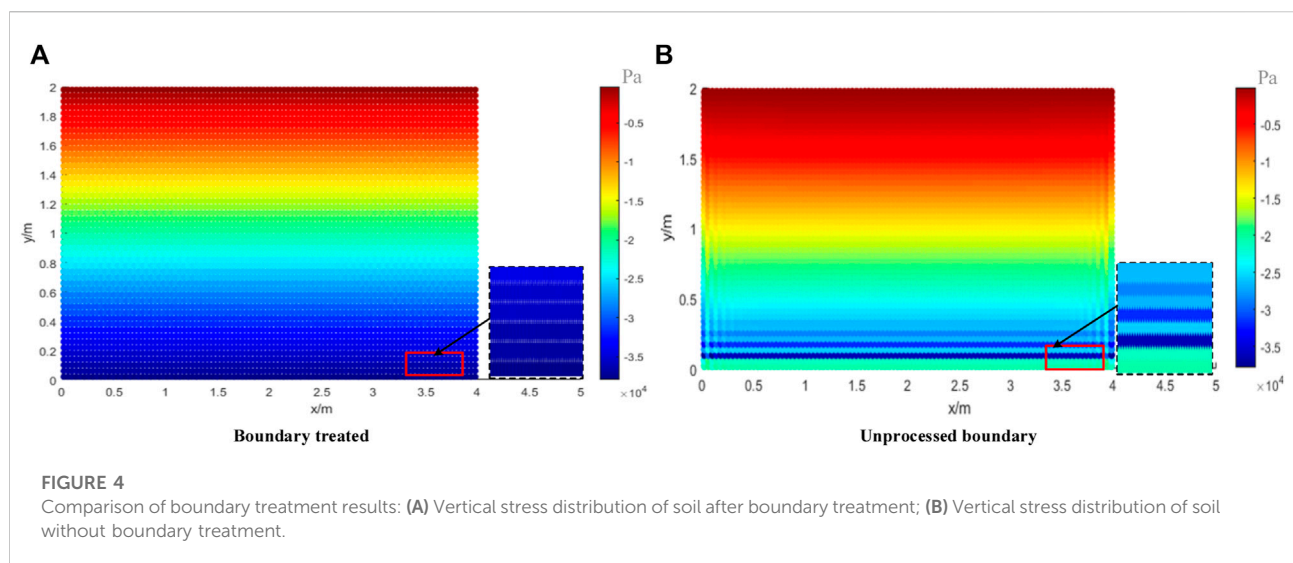 A
B
Pa
Pa
2
1.8
1.6
1.4
1.2
1
0.8
0.6
0.4
0.2
0
y/m
0 0.5 1 1.5 2 2.5 3 3.5 4 4.5 5
x/m
-0.5
-1
-1.5
-2
-2.5
-3
-3.5
×10⁴
Boundary treated
2
1.5
1
0.5
0
y/m
0 0.5 1 1.5 2 2.5 3 3.5 4 4.5 5
x/m
-0.5
-1
-1.5
-2
-2.5
-3
-3.5
×10⁴
Unprocessed boundary
FIGURE 4
Comparison of boundary treatment results: (A) Vertical stress distribution of soil after boundary treatment; (B) Vertical stress distribution of soil
without boundary treatment.